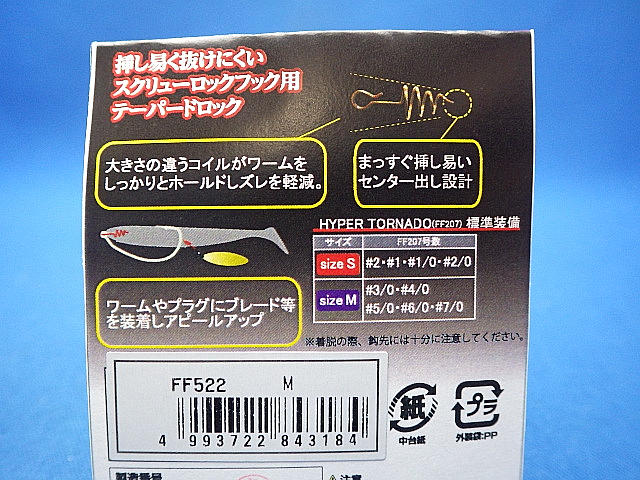 挿し易く抜けにくい
スクリューロックフック用
テーパードロック
大きさの違うコイルがワームを
しっかりとホールドしズレを軽減。
まっすぐ挿し易い
センター出し設計
HYPER TORNADO(FF207) 標準装備
サイズ FF207号数
size S #2・#1・#1/0・#2/0
size M #3/0・#4/0
#5/0・#6/0・#7/0
ワームやブラグにブレード等
を装着しアピールアップ
※着脱の際、鈎先には十分に注意してください。
FF522 M
4 993722 843184
紙
中台紙
プラ
外装袋:PP
製造番号
注意